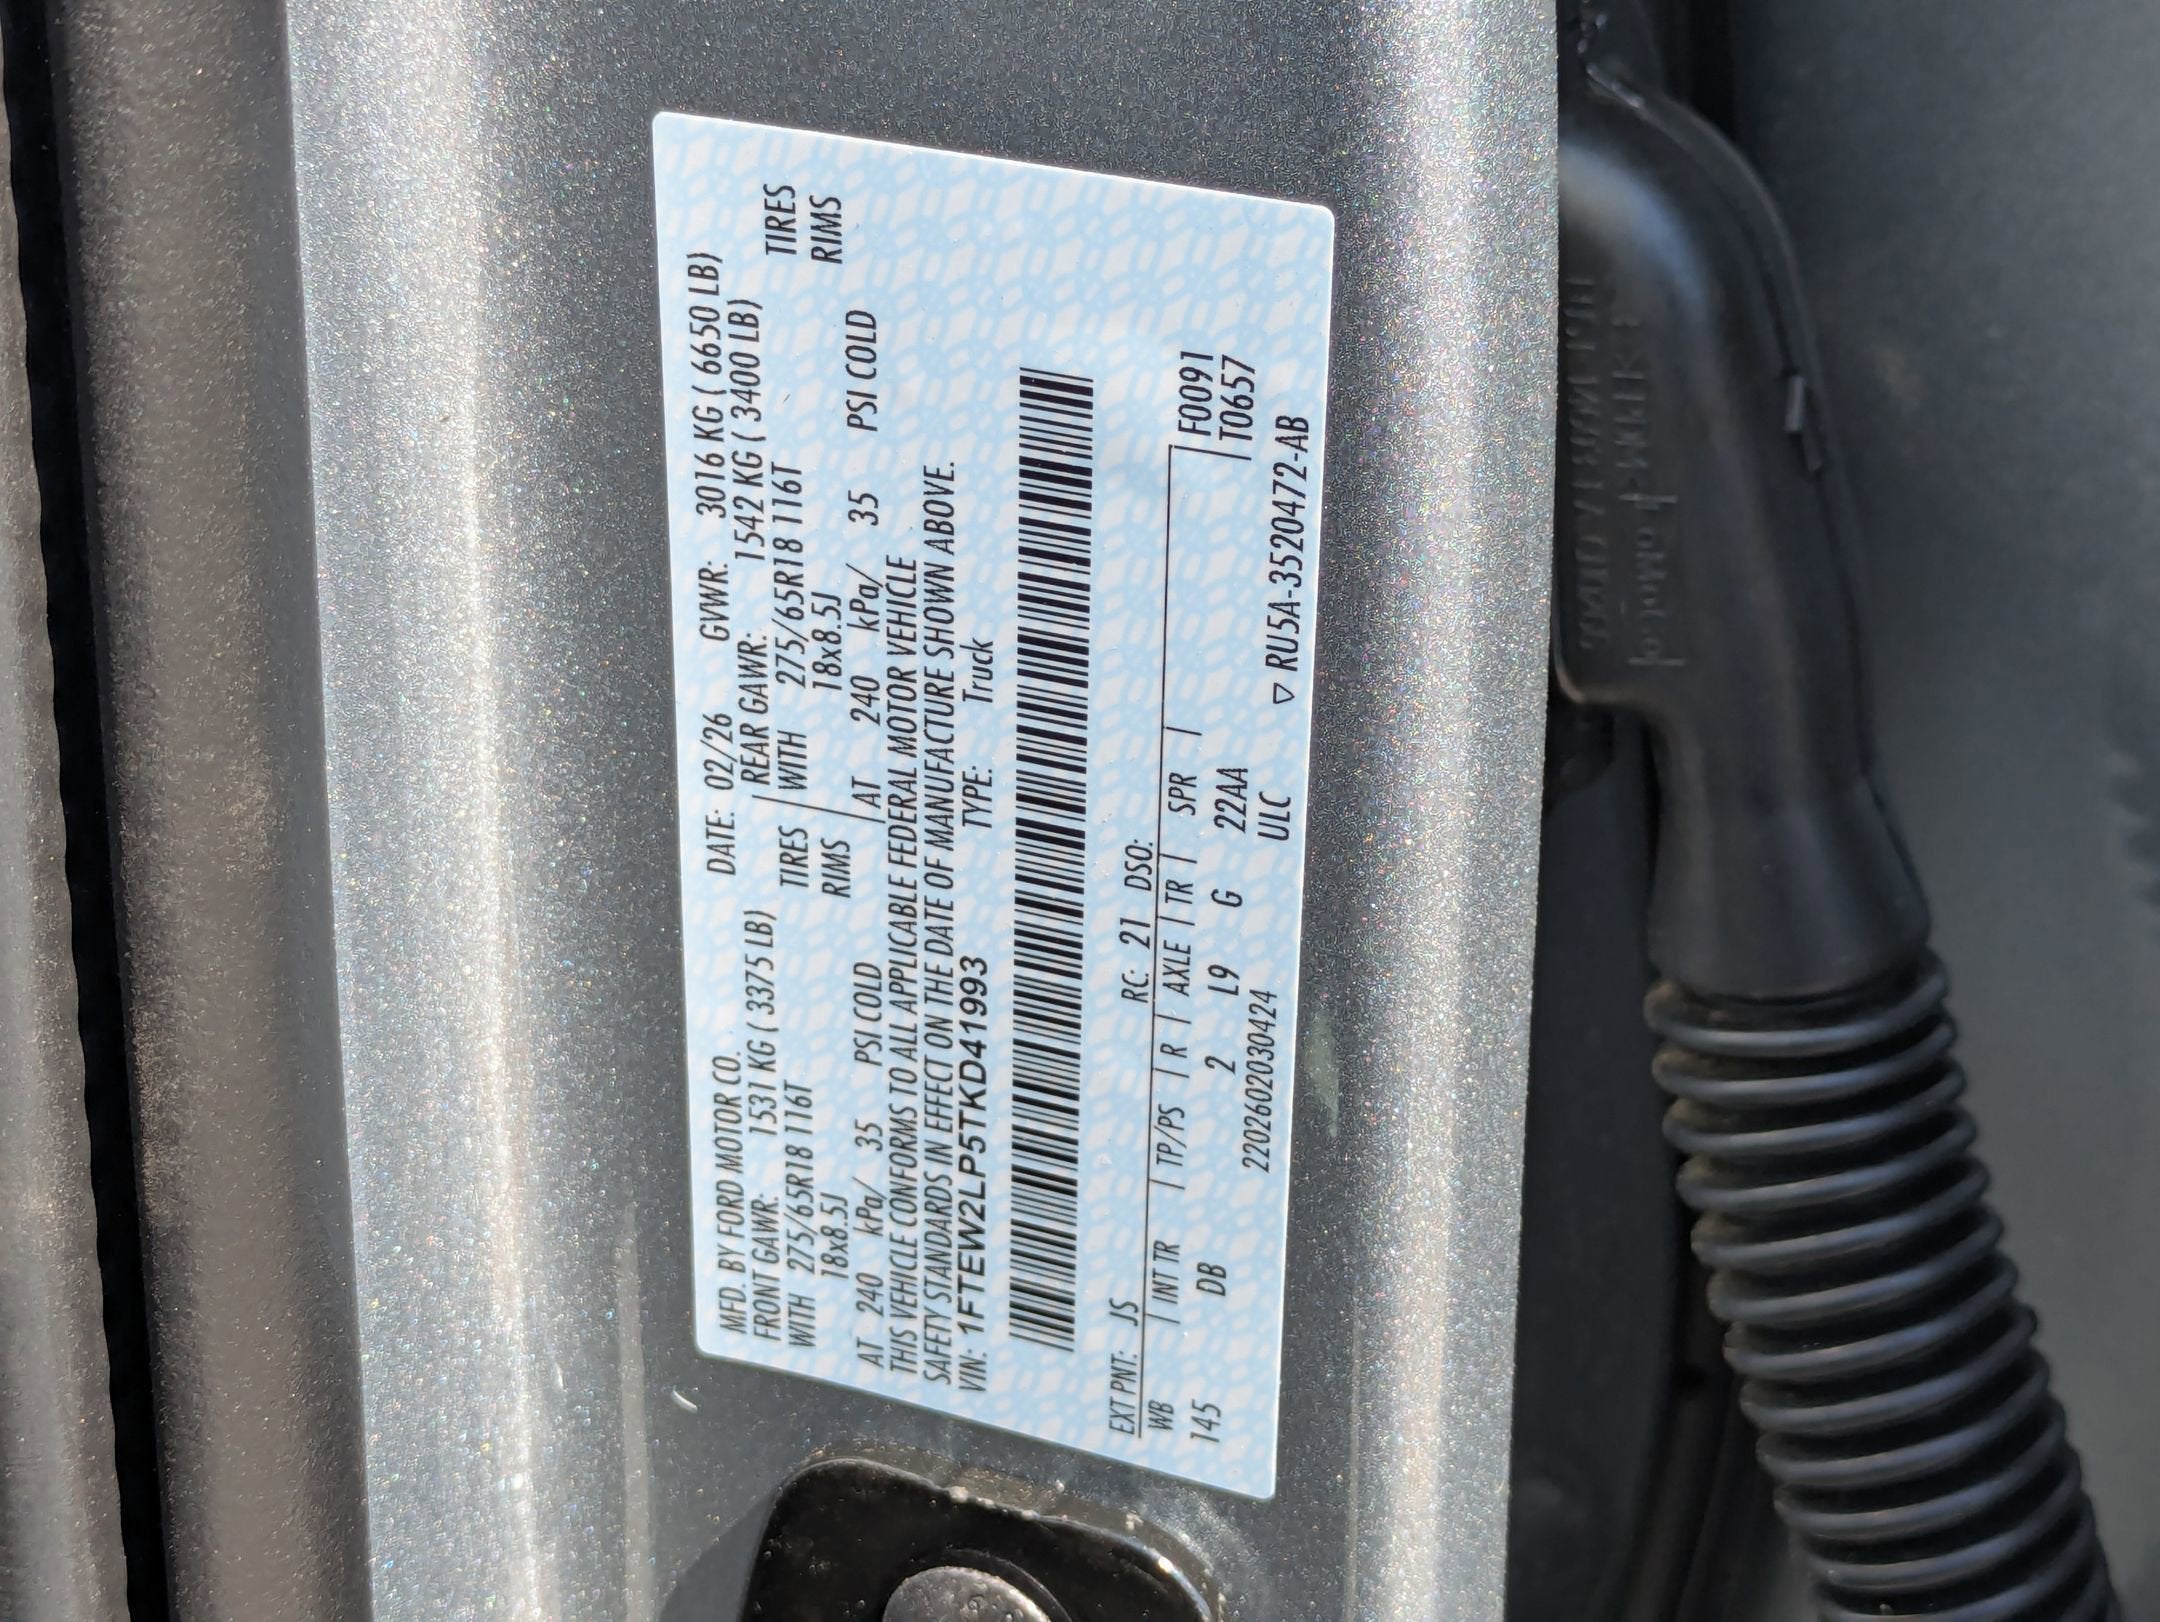 MFD. BY FORD MOTOR CO. DATE: 02/26 GVWR: 3016 KG ( 6650 LB)
FRONT GAWR: 1531 KG ( 3375 LB) REAR GAWR: 1542 KG ( 3400 LB)
WITH 275/65R18 116T TIRES WITH 275/65R18 116T TIRES
18x8.5J RIMS 18x8.5J RIMS
AT 240 kPa/ 35 PSI COLD AT 240 kPa/ 35 PSI COLD
THIS VEHICLE CONFORMS TO ALL APPLICABLE FEDERAL MOTOR VEHICLE
SAFETY STANDARDS IN EFFECT ON THE DATE OF MANUFACTURE SHOWN ABOVE.
VIN: 1FTEW2LP5TKD41993 TYPE: Truck
EXT PNT: JS RC: 21 DSO:
WB | INT TR | TP/PS | R | AXLE | TR | SPR | F0091
145 DB 2 L9 G 22AA T0657
2202602030424 ULC ▽ RU5A-3520472-AB